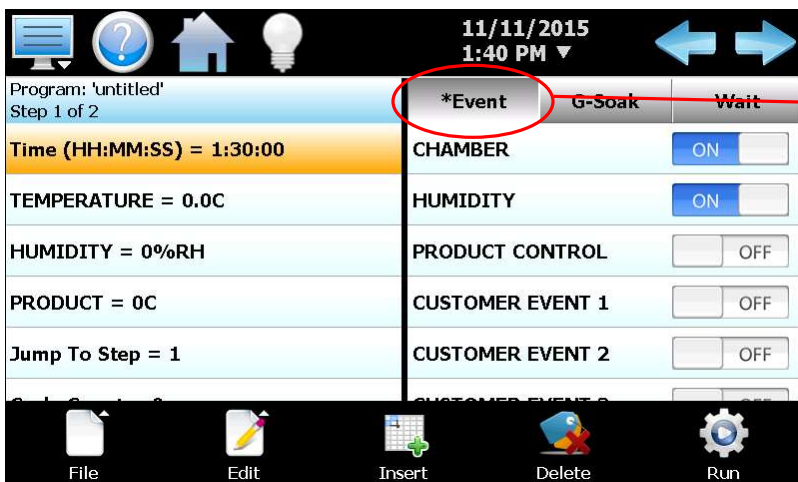 11/11/2015
1:40 PM ▼
Program: 'untitled'
Step 1 of 2
*Event
G-Soak
Wait
Time (HH:MM:SS) = 1:30:00
CHAMBER
ON
TEMPERATURE = 0.0C
HUMIDITY
ON
HUMIDITY = 0%RH
PRODUCT CONTROL
OFF
PRODUCT = 0C
CUSTOMER EVENT 1
OFF
Jump To Step = 1
CUSTOMER EVENT 2
OFF
File
Edit
Insert
Delete
Run